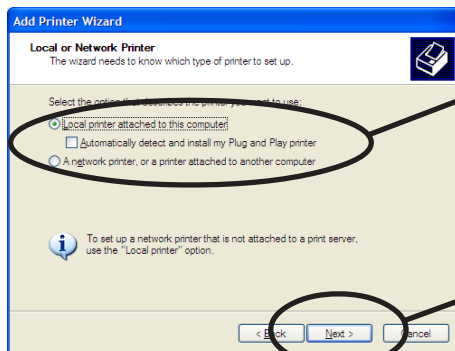 Add Printer Wizard
Local or Network Printer
The wizard needs to know which type of printer to set up.
Select the option that describes the printer you want to use:
Local printer attached to this computer
Automatically detect and install my Plug and Play printer
A network printer, or a printer attached to another computer
To set up a network printer that is not attached to a print server,
use the "Local printer" option.
< Back Next > Cancel